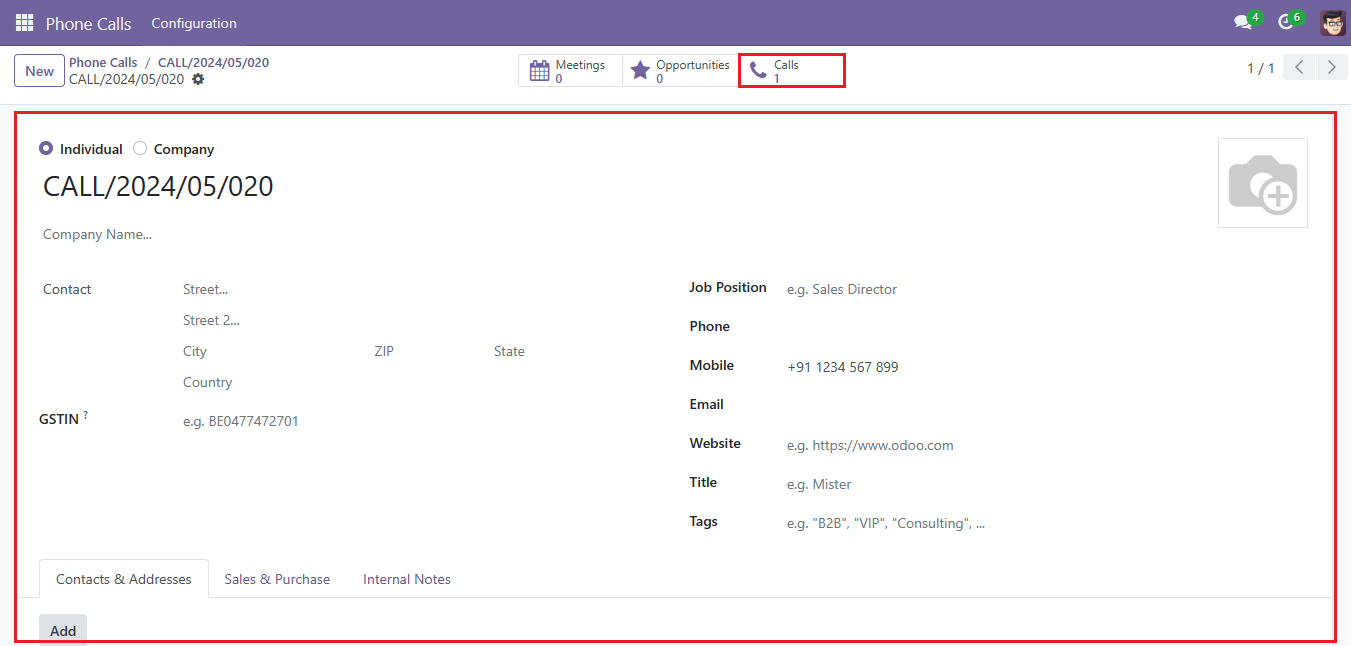 Phone Calls Configuration 4 6
New Phone Calls / CALL/2024/05/020
CALL/2024/05/020
Meetings 0
Opportunities 0
Calls 1
1 / 1
Individual Company
CALL/2024/05/020
Company Name...
Contact Street...
Street 2...
City ZIP State
Country
GSTIN ? e.g. BE0477472701
Job Position e.g. Sales Director
Phone
Mobile +91 1234 567 899
Email
Website e.g. https://www.odoo.com
Title e.g. Mister
Tags e.g. "B2B", "VIP", "Consulting", ...
Contacts & Addresses Sales & Purchase Internal Notes
Add